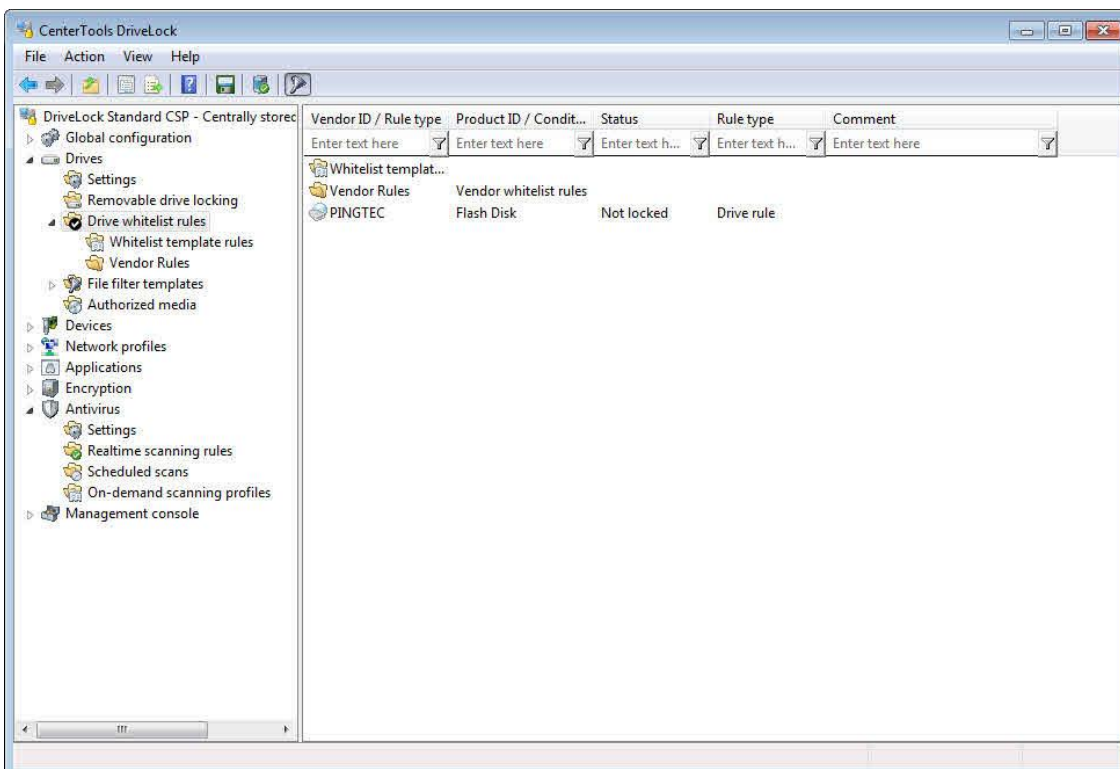 CenterTools DriveLock
File Action View Help
DriveLock Standard CSP - Centrally stored
Global configuration
Drives
Settings
Removable drive locking
Drive whitelist rules
Whitelist template rules
Vendor Rules
File filter templates
Authorized media
Devices
Network profiles
Applications
Encryption
Antivirus
Settings
Realtime scanning rules
Scheduled scans
On-demand scanning profiles
Management console
Vendor ID / Rule type Product ID / Condit... Status Rule type Comment
Enter text here Enter text here Enter text h... Enter text h... Enter text here
Whitelist templat...
Vendor Rules Vendor whitelist rules
PINGTEC Flash Disk Not locked Drive rule